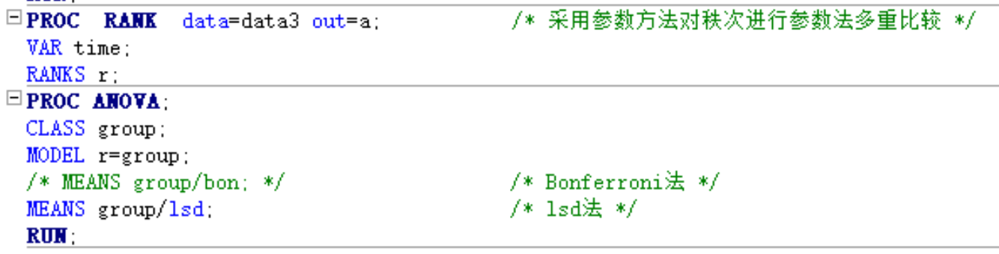 PROC RANK data=data3 out=a; /* 采用参数方法对秩次进行参数法多重比较 */
VAR time;
RANKS r;
PROC ANOVA;
CLASS group;
MODEL r=group;
/* MEANS group/bon; */ /* Bonferroni法 */
MEANS group/lsd; /* lsd法 */
RUN;